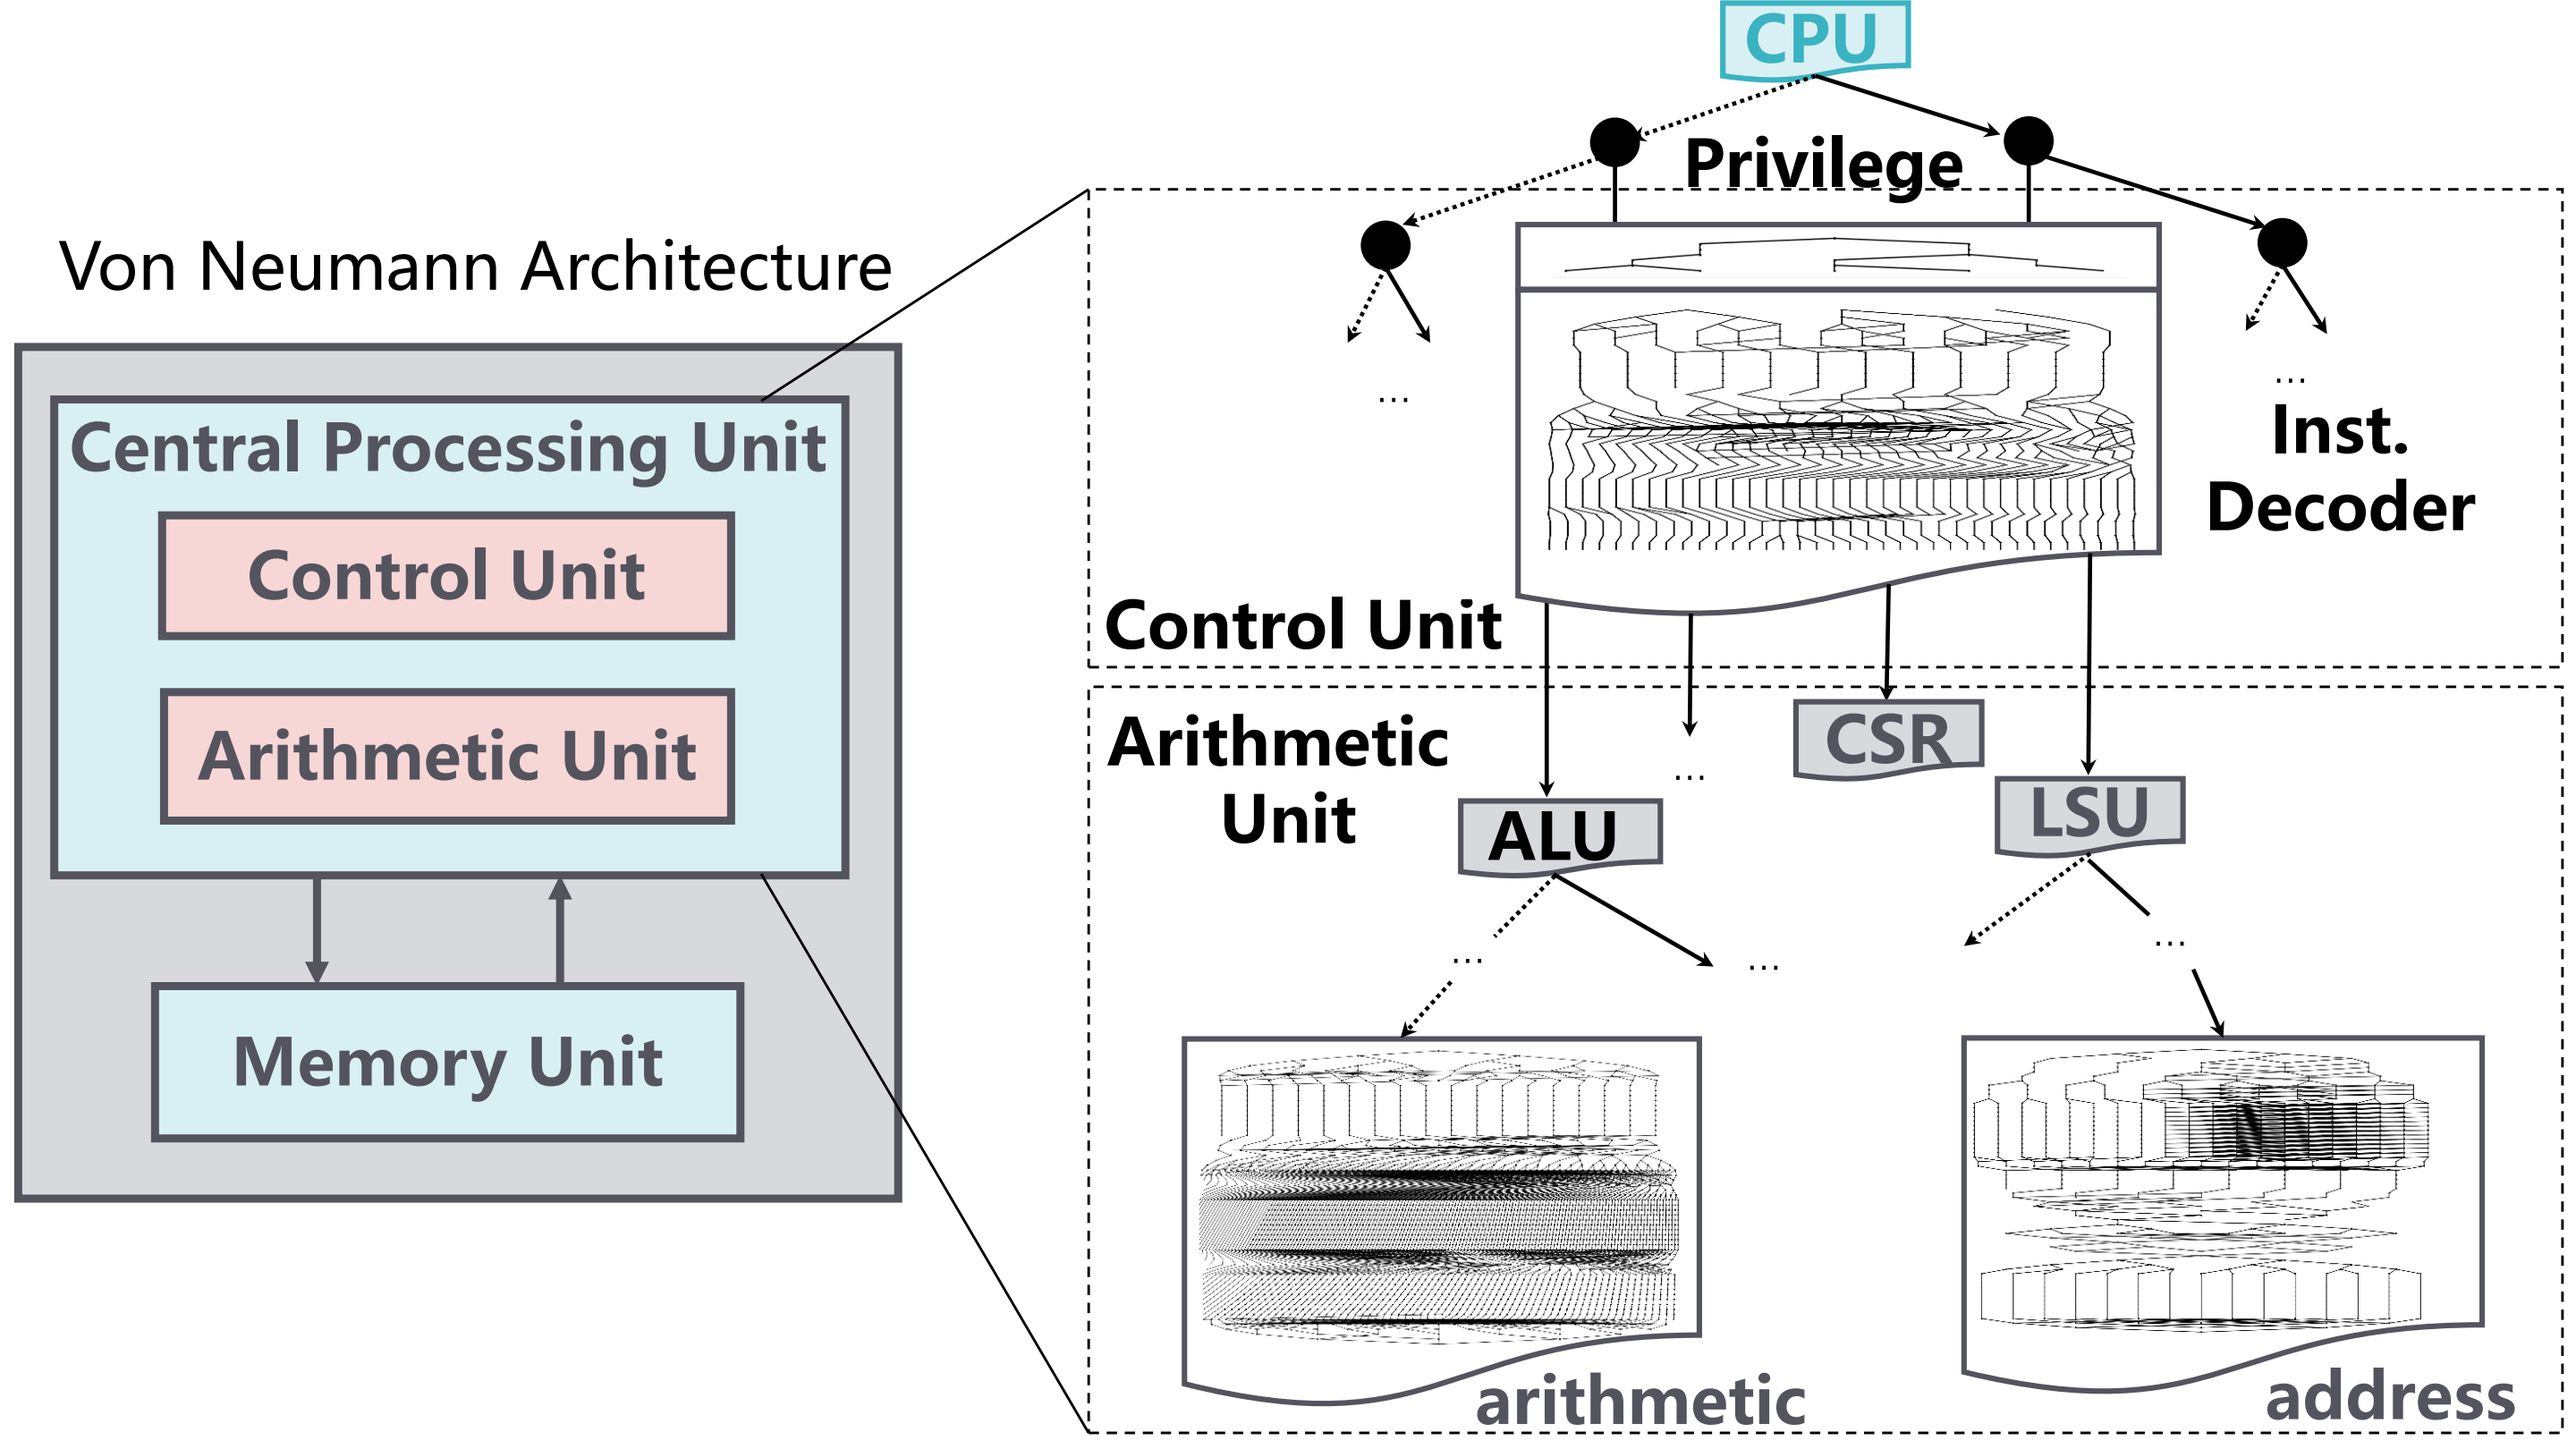 Von Neumann Architecture
Central Processing Unit
Control Unit
Arithmetic Unit
Memory Unit
CPU
Privilege
...
...
Inst.
Decoder
Control Unit
Arithmetic
Unit
...
CSR
ALU
LSU
...
...
...
arithmetic
address